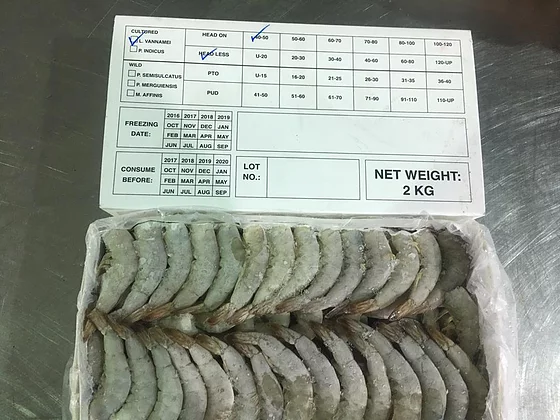 CULTURED HEAD ON 40-50 50-60 60-70 70-80 80-100 100-120
L. VANNAMEI
P. INDICUS HEAD LESS U-20 20-30 30-40 40-60 60-80 120-UP
WILD
P. SEMISULCATUS PTO U-15 16-20 21-25 26-30 31-35 36-40
P. MERGUIENSIS
M. AFFINIS PUD 41-50 51-60 61-70 71-90 91-110 110-UP
FREEZING DATE:
2016 2017 2018 2019
OCT NOV DEC JAN
FEB MAR APR MAY
JUN JUL AUG SEP
CONSUME BEFORE:
2017 2018 2019 2020
OCT NOV DEC JAN
FEB MAR APR MAY
JUN JUL AUG SEP
LOT
NO.:
NET WEIGHT:
2 KG